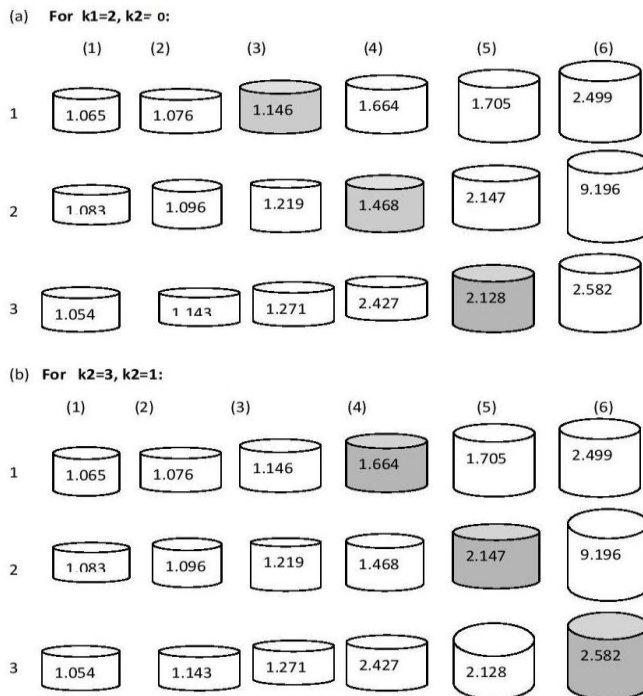 (a) For k1=2, k2= 0:
(1) (2) (3) (4) (5) (6)
1 1.065 1.076 1.146 1.664 1.705 2.499
2 1.083 1.096 1.219 1.468 2.147 9.196
3 1.054 1.143 1.271 2.427 2.128 2.582
(b) For k2=3, k2=1:
(1) (2) (3) (4) (5) (6)
1 1.065 1.076 1.146 1.664 1.705 2.499
2 1.083 1.096 1.219 1.468 2.147 9.196
3 1.054 1.143 1.271 2.427 2.128 2.582